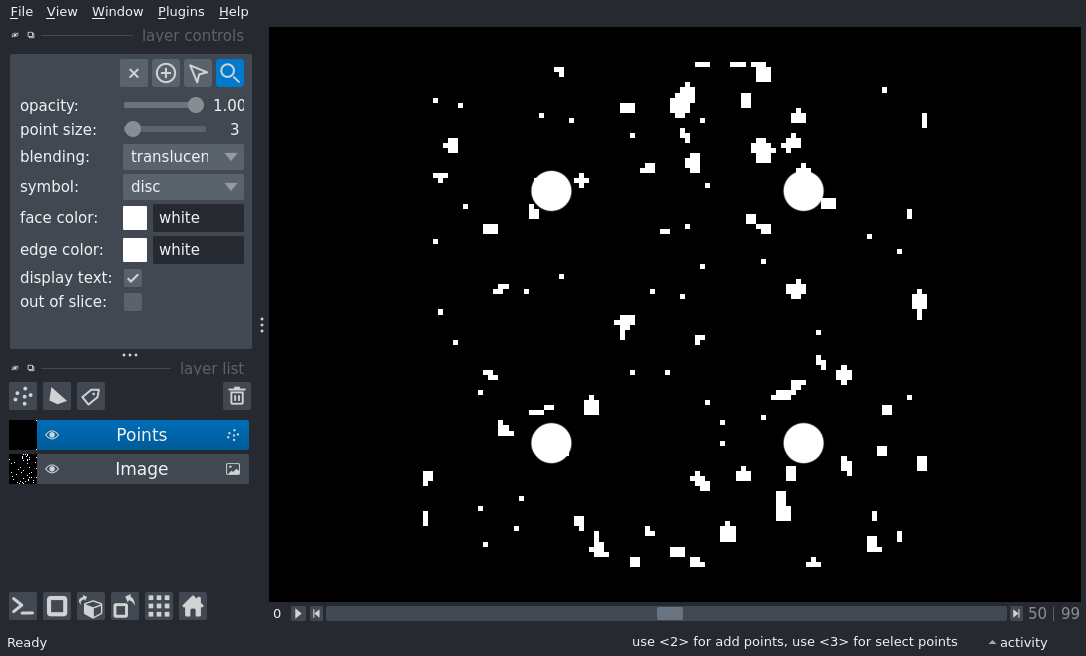 File View Window Plugins Help
layer controls
opacity: 1.00
point size: 3
blending: translucen
symbol: disc
face color: white
edge color: white
display text:
out of slice:
layer list
Points
Image
0 50 | 99
Ready use <2> for add points, use <3> for select points activity